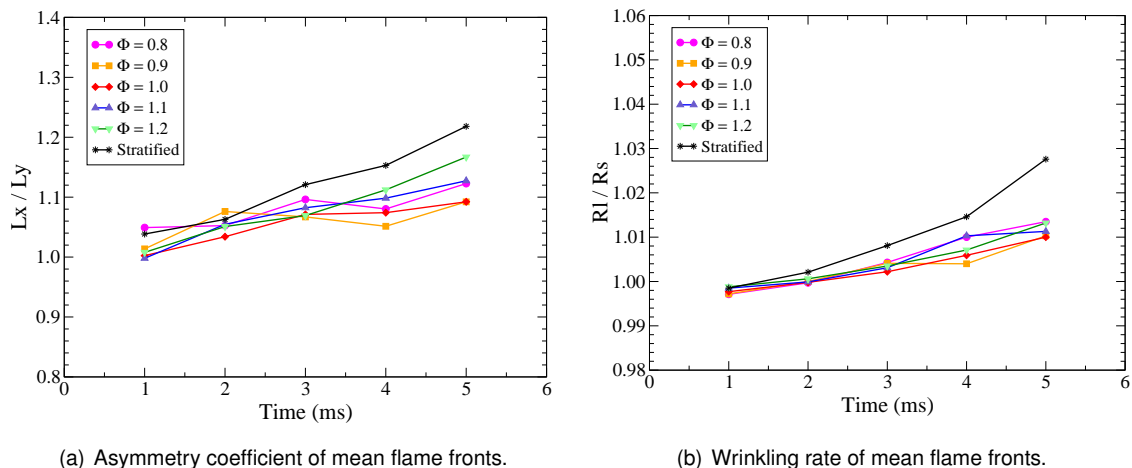 1.4
1.3
1.2
1.1
1.0
0.9
0.8
Lx / Ly
Φ = 0.8
Φ = 0.9
Φ = 1.0
Φ = 1.1
Φ = 1.2
Stratified
0 1 2 3 4 5 6
Time (ms)
(a) Asymmetry coefficient of mean flame fronts.
1.06
1.05
1.04
1.03
1.02
1.01
1.00
0.99
0.98
Rl / Rs
Φ = 0.8
Φ = 0.9
Φ = 1.0
Φ = 1.1
Φ = 1.2
Stratified
0 1 2 3 4 5 6
Time (ms)
(b) Wrinkling rate of mean flame fronts.